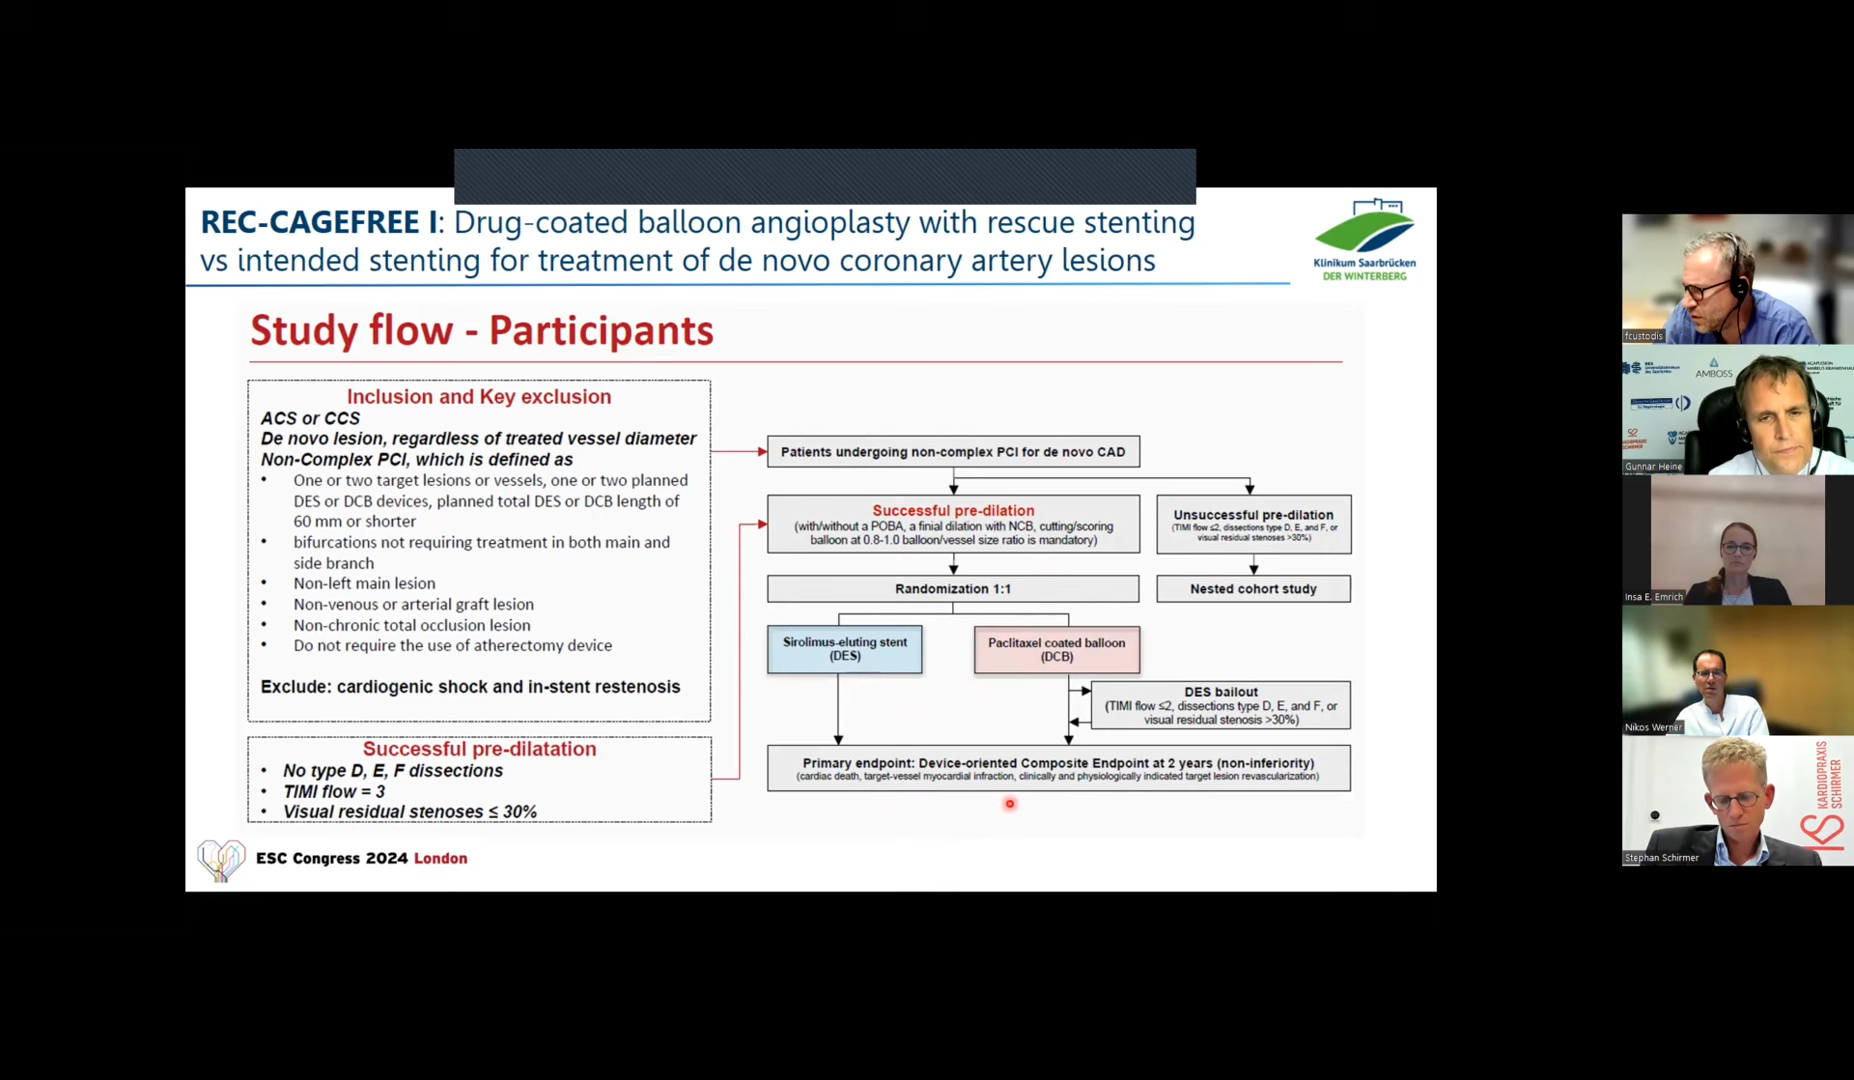 REC-CAGEFREE I: Drug-coated balloon angioplasty with rescue stenting
vs intended stenting for treatment of de novo coronary artery lesions
Klinikum Saarbrücken
DER WINTERBERG
Study flow - Participants
Inclusion and Key exclusion
ACS or CCS
De novo lesion, regardless of treated vessel diameter
Non-Complex PCI, which is defined as
• One or two target lesions or vessels, one or two planned
DES or DCB devices, planned total DES or DCB length of
60 mm or shorter
• bifurcations not requiring treatment in both main and
side branch
• Non-left main lesion
• Non-venous or arterial graft lesion
• Non-chronic total occlusion lesion
• Do not require the use of atherectomy device
Exclude: cardiogenic shock and in-stent restenosis
Successful pre-dilatation
• No type D, E, F dissections
• TIMI flow = 3
• Visual residual stenoses ≤ 30%
Patients undergoing non-complex PCI for de novo CAD
Successful pre-dilation
(with/without a POBA, a finial dilation with NCB, cutting/scoring
balloon at 0.8-1.0 balloon/vessel size ratio is mandatory)
Unsuccessful pre-dilation
(TIMI flow ≤2, dissections type D, E, and F, or
visual residual stenoses >30%)
Randomization 1:1
Nested cohort study
Sirolimus-eluting stent
(DES)
Paclitaxel coated balloon
(DCB)
DES bailout
(TIMI flow ≤2, dissections type D, E, and F, or
visual residual stenosis >30%)
Primary endpoint: Device-oriented Composite Endpoint at 2 years (non-inferiority)
(cardiac death, target-vessel myocardial infraction, clinically and physiologically indicated target lesion revascularization)
ESC Congress 2024 London
fcustodis
AMBOSS
Gunnar Heine
Insa E. Emrich
Nikos Werner
KARDIOPRAXIS
SCHIRMER
Stephan Schirmer